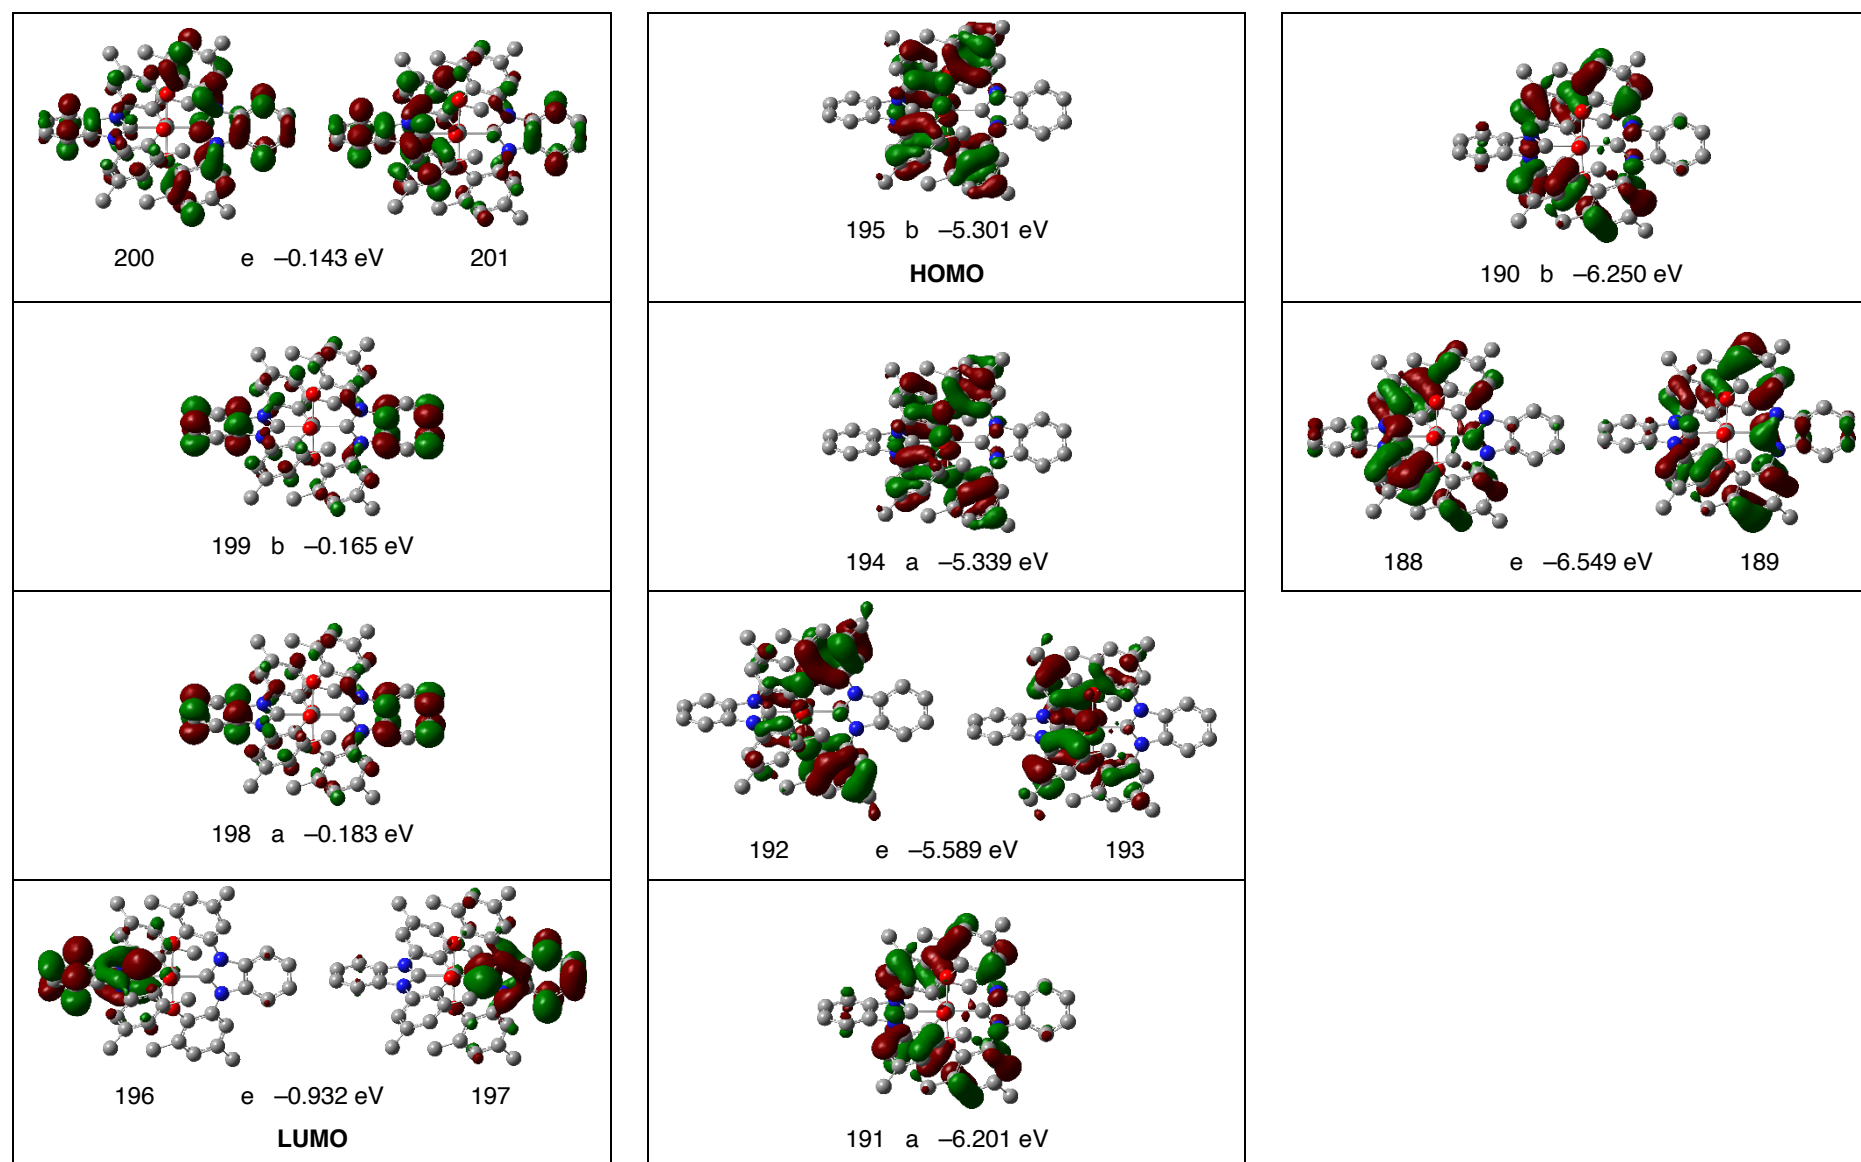 200 e –0.143 eV 201
199 b –0.165 eV
198 a –0.183 eV
196 e –0.932 eV 197
LUMO
195 b –5.301 eV
HOMO
194 a –5.339 eV
192 e –5.589 eV 193
191 a –6.201 eV
190 b –6.250 eV
188 e –6.549 eV 189